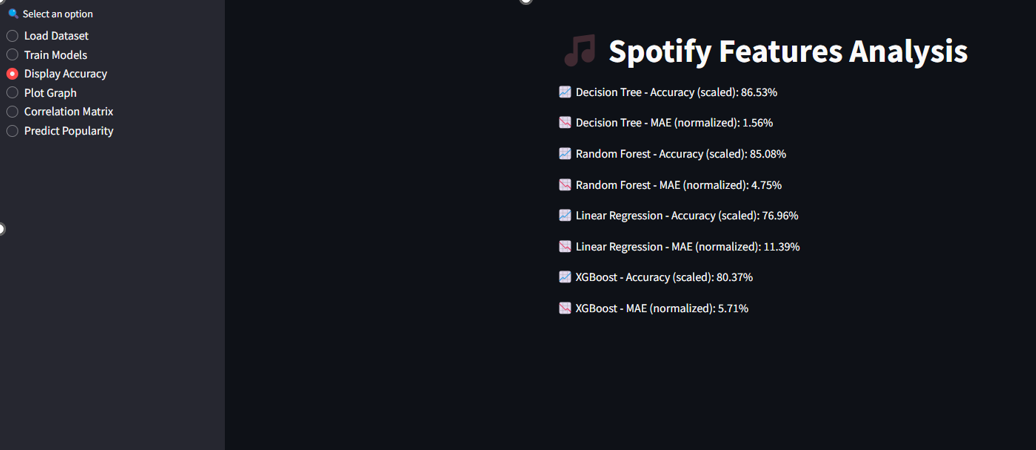 Select an option
Load Dataset
Train Models
Display Accuracy
Plot Graph
Correlation Matrix
Predict Popularity
Spotify Features Analysis
Decision Tree - Accuracy (scaled): 86.53%
Decision Tree - MAE (normalized): 1.56%
Random Forest - Accuracy (scaled): 85.08%
Random Forest - MAE (normalized): 4.75%
Linear Regression - Accuracy (scaled): 76.96%
Linear Regression - MAE (normalized): 11.39%
XGBoost - Accuracy (scaled): 80.37%
XGBoost - MAE (normalized): 5.71%